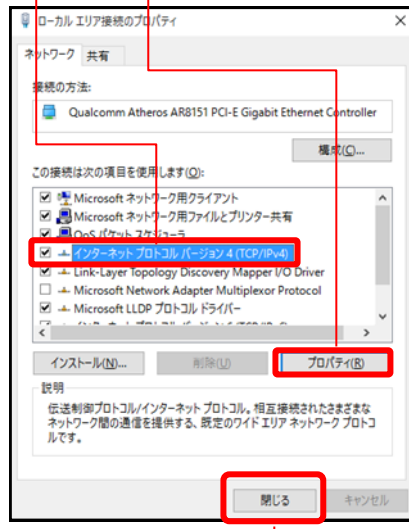 ローカル エリア接続のプロパティ
ネットワーク 共有
接続の方法:
Qualcomm Atheros AR8151 PCI-E Gigabit Ethernet Controller
構成(C)...
この接続は次の項目を使用します(O):
Microsoft ネットワーク用クライアント
Microsoft ネットワーク用ファイルとプリンター共有
QoS パケット スケジューラ
インターネット プロトコル バージョン 4 (TCP/IPv4)
Link-Layer Topology Discovery Mapper I/O Driver
Microsoft Network Adapter Multiplexor Protocol
Microsoft LLDP プロトコル ドライバー
インストール(N)... 削除(U) プロパティ(R)
説明
伝送制御プロトコル/インターネット プロトコル。相互接続されたさまざまな
ネットワーク間の通信を提供する、既定のワイド エリア ネットワーク プロトコ
ルです。
閉じる キャンセル